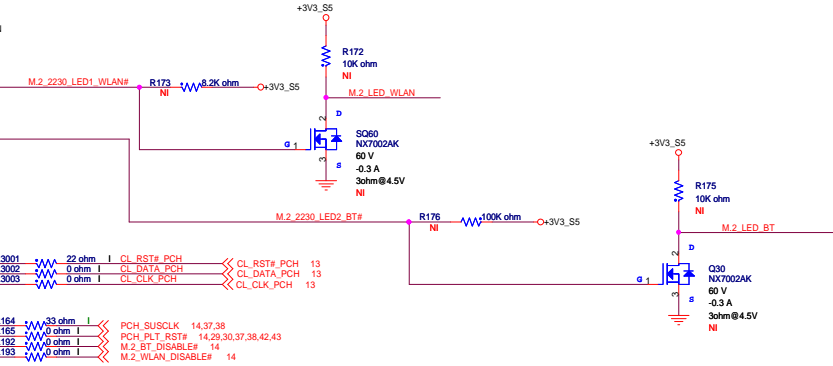 +3V3_S5
R172
10K ohm
NI
M.2_2230_LED1_WLAN#
R173
8.2K ohm
NI
+3V3_S5
M.2_LED_WLAN
2
D
G 1
SQ60
NX7002AK
60 V
-0.3 A
3ohm@4.5V
NI
3
S
+3V3_S5
R175
10K ohm
NI
M.2_2230_LED2_BT#
R176
100K ohm
NI
+3V3_S5
M.2_LED_BT
2
D
G 1
Q30
NX7002AK
60 V
-0.3 A
3ohm@4.5V
NI
3
S
3001 22 ohm I CL_RST#_PCH CL_RST#_PCH 13
3002 0 ohm I CL_DATA_PCH CL_DATA_PCH 13
3003 0 ohm I CL_CLK_PCH CL_CLK_PCH 13
164 33 ohm I PCH_SUSCLK 14,37,38
165 0 ohm I PCH_PLT_RST# 14,29,30,37,38,42,43
192 0 ohm I M.2_BT_DISABLE# 14
193 0 ohm I M.2_WLAN_DISABLE# 14